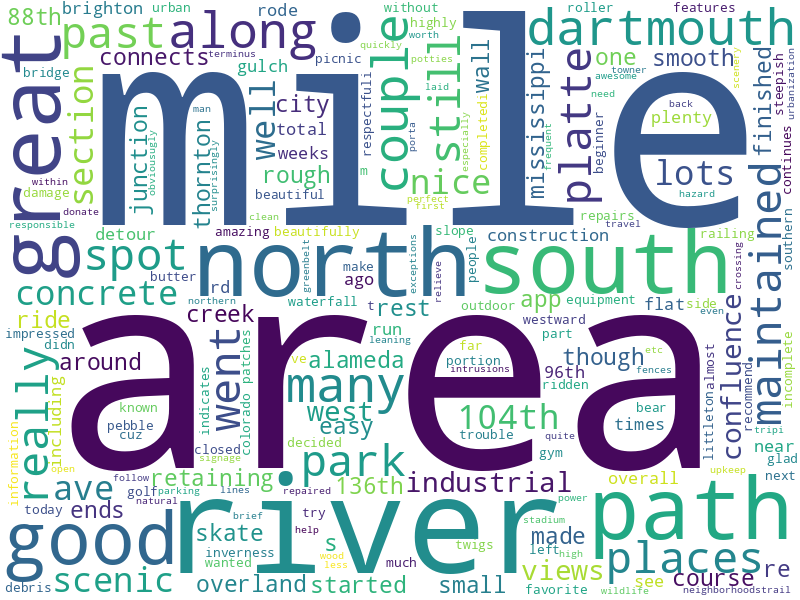 88th
brighton
urban
rode
without
highly
roller
features
bridge
terminus
quickly
worth
potties
towner
awesome
need
past
along
connects
gulch
picnic
dartmouth
section
mile
great
couple
still
wall
mississippi
platte
one
smooth
scenery
finished
steepish
continues
urbanization
city
total
weeks
well
junction
thornton
obviousugly
surprisingly
man
respectfuli
laid
porta
especially
completedi
beginner
back
plenty
lots
frequent
hazard
nice
rough
beautiful
m
damage
within
donate
responsible
clean
perfect
first
repairs
travel
detour
amazing
beautifully
slope
people
construction
railing
crossing
southern
maintained
spot
north
south
butter
rd
ago
make
greenbelt
exceptions
relieve
westward
side
even
concrete
northern
waterfall
t
rest
app
outdoor
equipment
flat
part
confluence
recommend
incomplete
etc
ride
creek
area
run
leaning
impressed
didn
around
went
indicates
colorado patches
many
alameda
ve
far
portion
intrusions
96th
ridden
though
fences
littletonalmost
really
including
known
pebble
cuz
west
easy
decided
104th
trouble
quite
gym
times
bear
near
glad
tripi
next
information
open
closed
signage
park
retaining
136th
industrial
overall
upkeep
ave
follow
golf
parking
lines
repaired
power
path
today
ends
natural
river
brief
stadium
good
skate
help
try
s
wanted
inverness
wood
less
twigs
made
left
high
places
debris
scenic
overland
started
much
small
views
favorite
see
wildlife
course
re
neighborhoodstrail